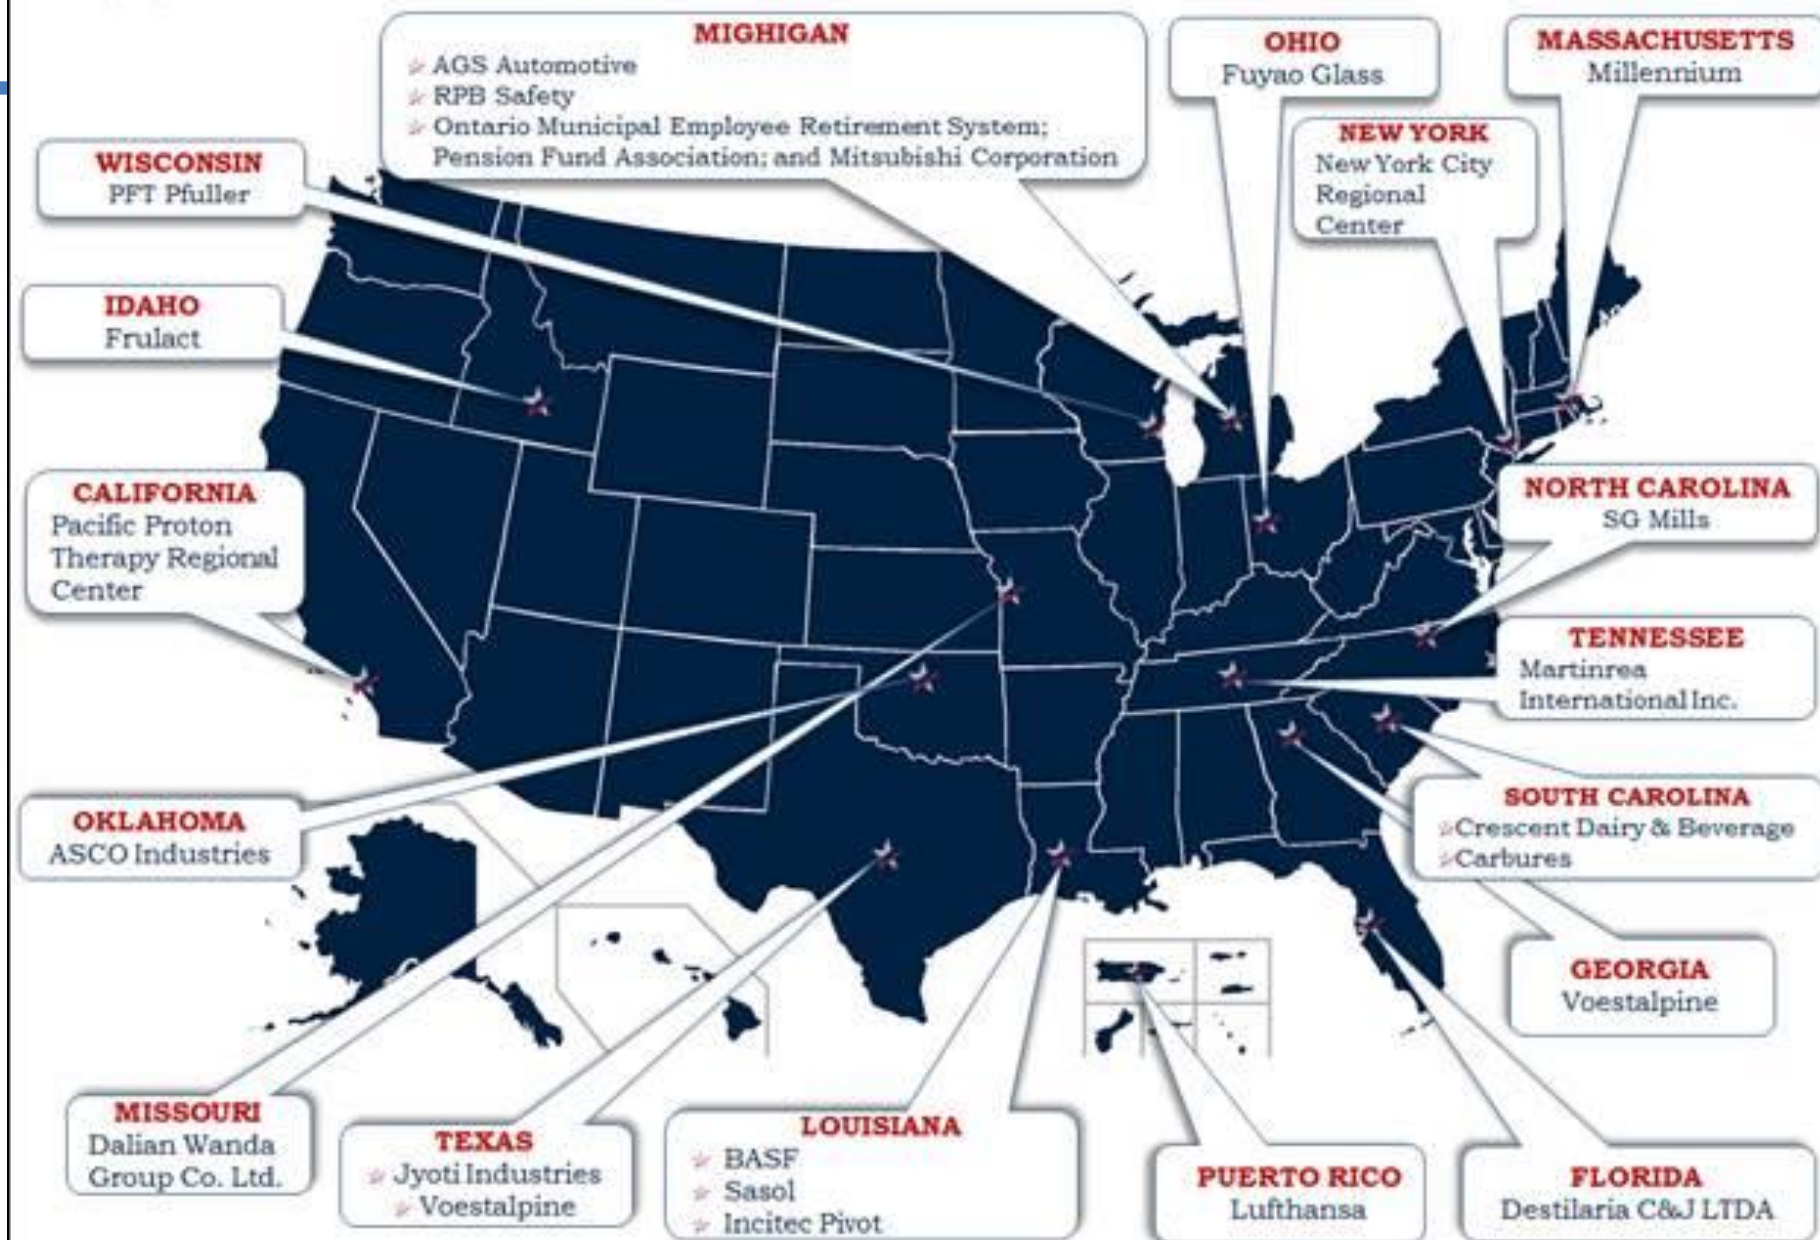 MIGHIGAN
AGS Automotive
RPB Safety
Ontario Municipal Employee Retirement System;
Pension Fund Association; and Mitsubishi Corporation
OHIO
Fuyao Glass
MASSACHUSETTS
Millennium
NEW YORK
New York City
Regional
Center
WISCONSIN
PFT Pfuller
IDAHO
Frulact
CALIFORNIA
Pacific Proton
Therapy Regional
Center
NORTH CAROLINA
SG Mills
TENNESSEE
Martinrea
International Inc.
OKLAHOMA
ASCO Industries
SOUTH CAROLINA
Crescent Dairy & Beverage
Carbures
GEORGIA
Voestalpine
MISSOURI
Dalian Wanda
Group Co. Ltd.
TEXAS
Jyoti Industries
Voestalpine
LOUISIANA
BASF
Sasol
Incitec Pivot
PUERTO RICO
Lufthansa
FLORIDA
Destilaria C&J LTDA